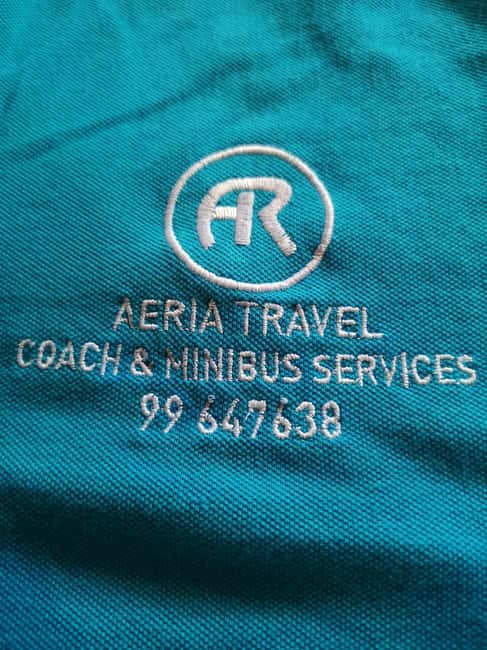 AR
AERIA TRAVEL
COACH & MINIBUS SERVICES
99 647638